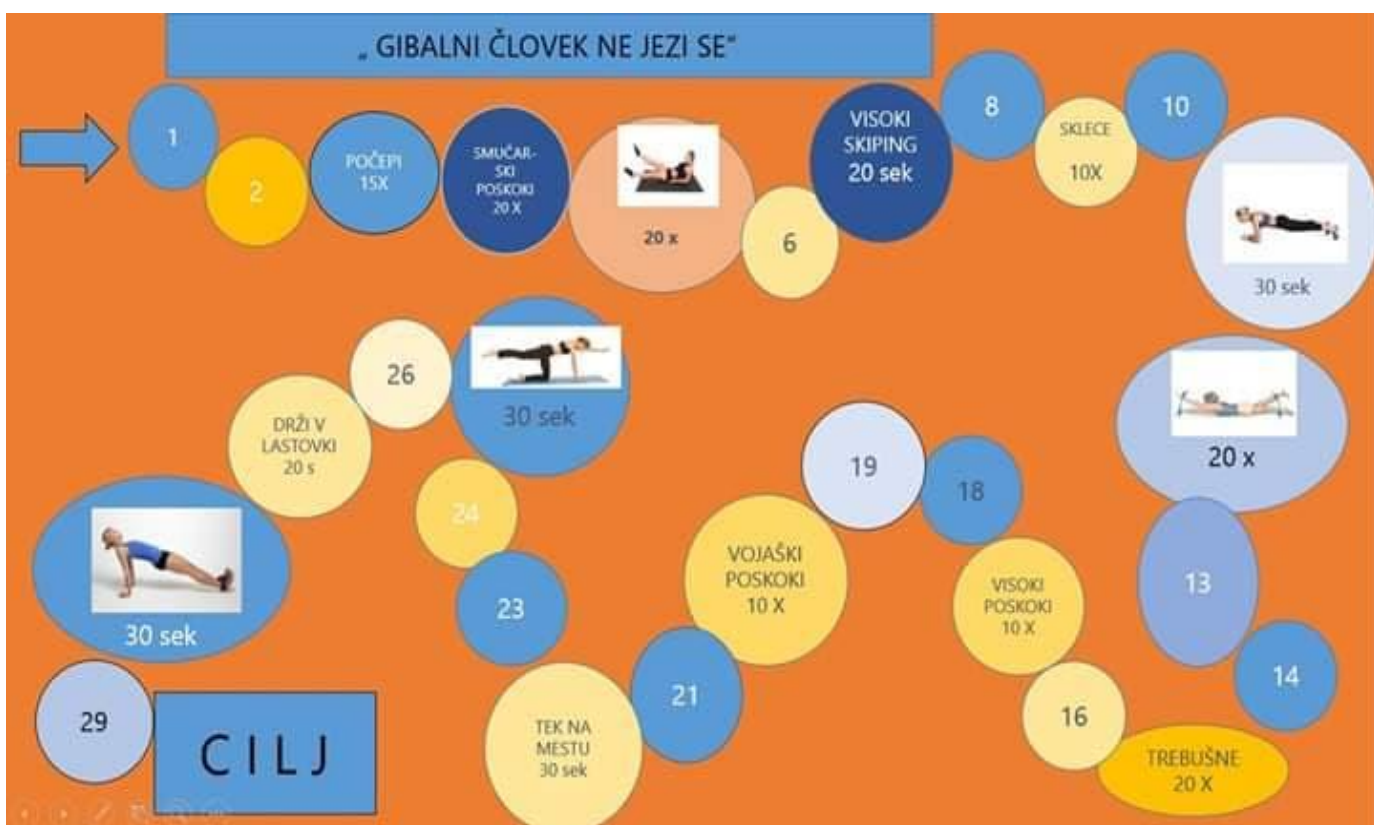 „ GIBALNI ČLOVEK NE JEZI SE“
1
2
POČEPI
15X
SMUČAR-
SKI
POSKOKI
20 X
20 x
6
VISOKI
SKIPING
20 sek
8
SKLECE
10X
10
30 sek
20 x
13
14
TREBUŠNE
20 X
16
VISOKI
POSKOKI
10 X
18
19
VOJAŠKI
POSKOKI
10 X
21
TEK NA
MESTU
30 sek
23
24
30 sek
26
DRŽI V
LASTOVKI
20 s
30 sek
29
C I L J